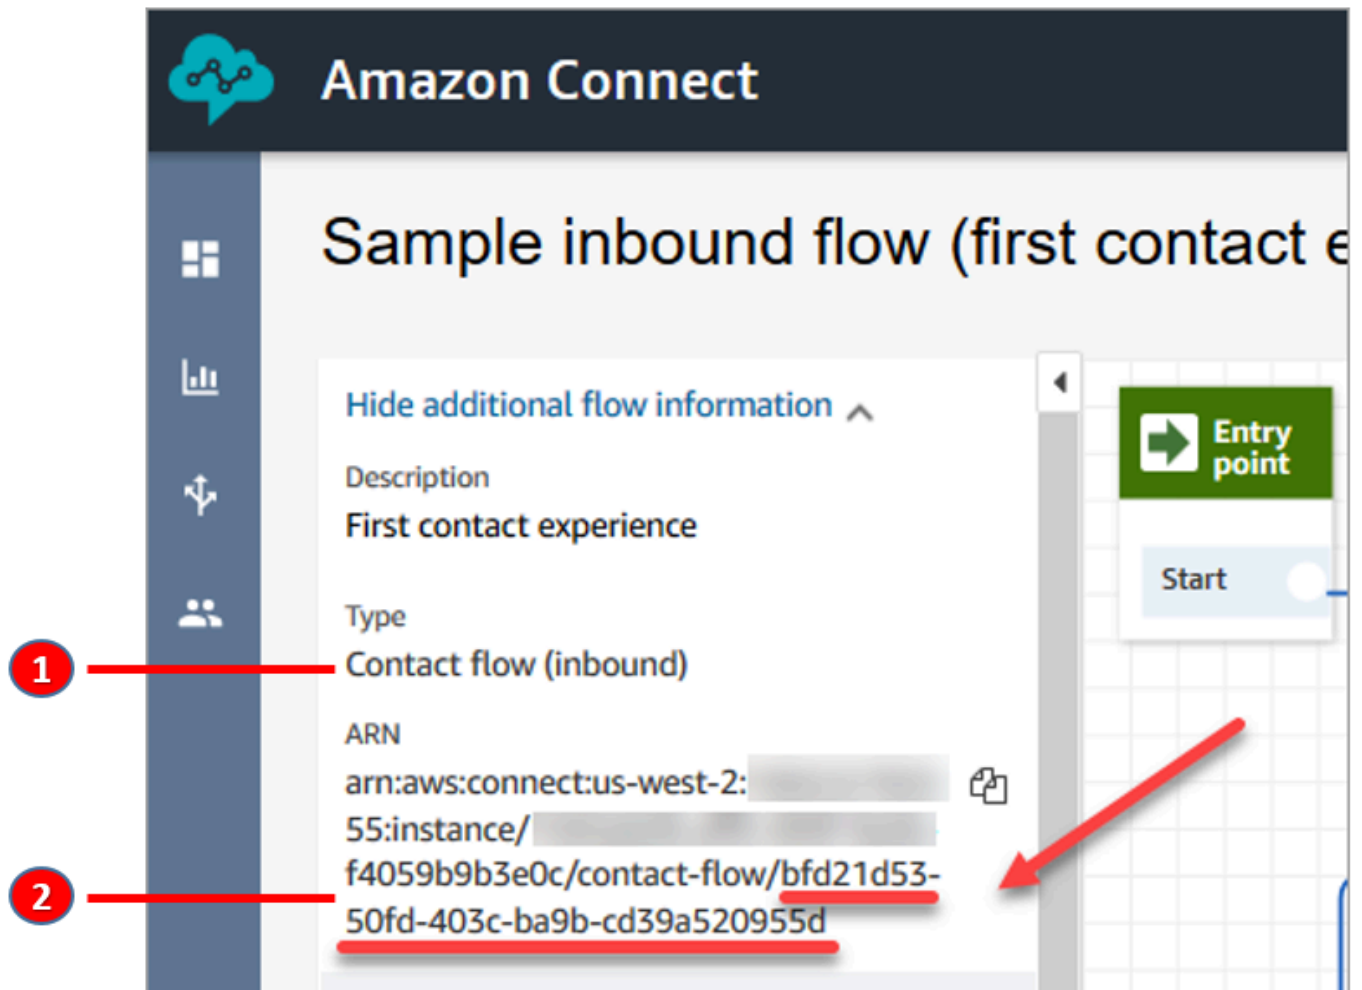 Amazon Connect
Sample inbound flow (first contact e
Hide additional flow information
Entry
point
Description
First contact experience
Start
Type
1
Contact flow (inbound)
ARN
arn:aws:connect:us-west-2:
55:instance/
f4059b9b3e0c/contact-flow/bfd21d53-
2
50fd-403c-ba9b-cd39a520955d